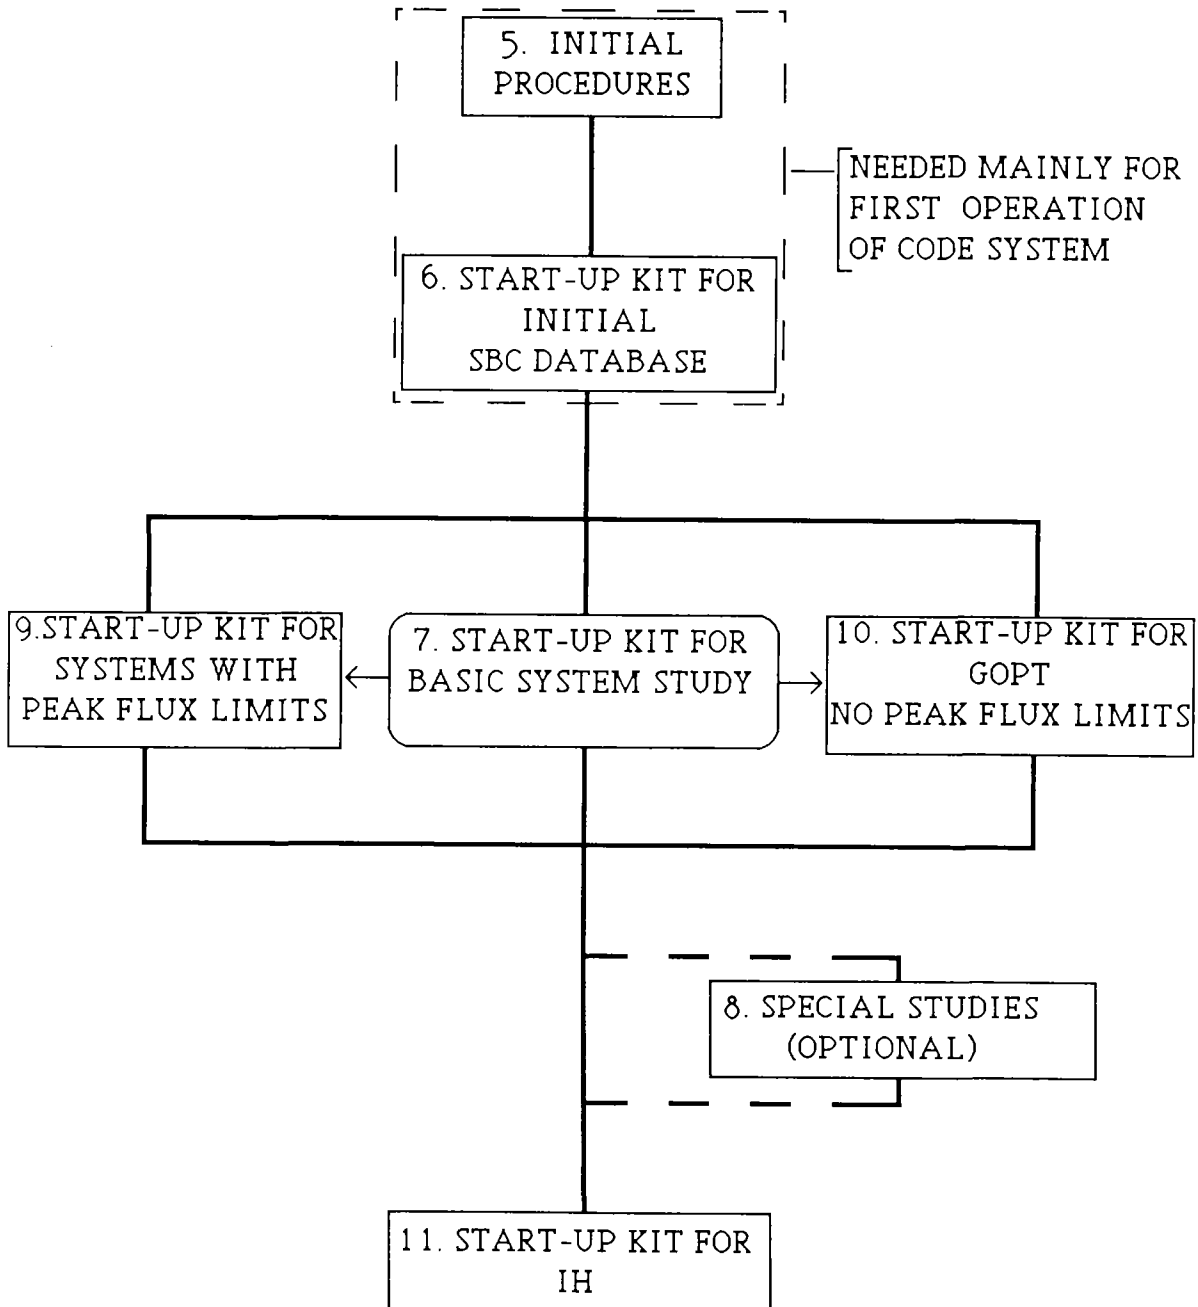 5. INITIAL
PROCEDURES
NEEDED MAINLY FOR
FIRST OPERATION
OF CODE SYSTEM
6. START-UP KIT FOR
INITIAL
SBC DATABASE
9.START-UP KIT FOR
SYSTEMS WITH
PEAK FLUX LIMITS
7. START-UP KIT FOR
BASIC SYSTEM STUDY
10. START-UP KIT FOR
GOPT
NO PEAK FLUX LIMITS
8. SPECIAL STUDIES
(OPTIONAL)
11. START-UP KIT FOR
IH